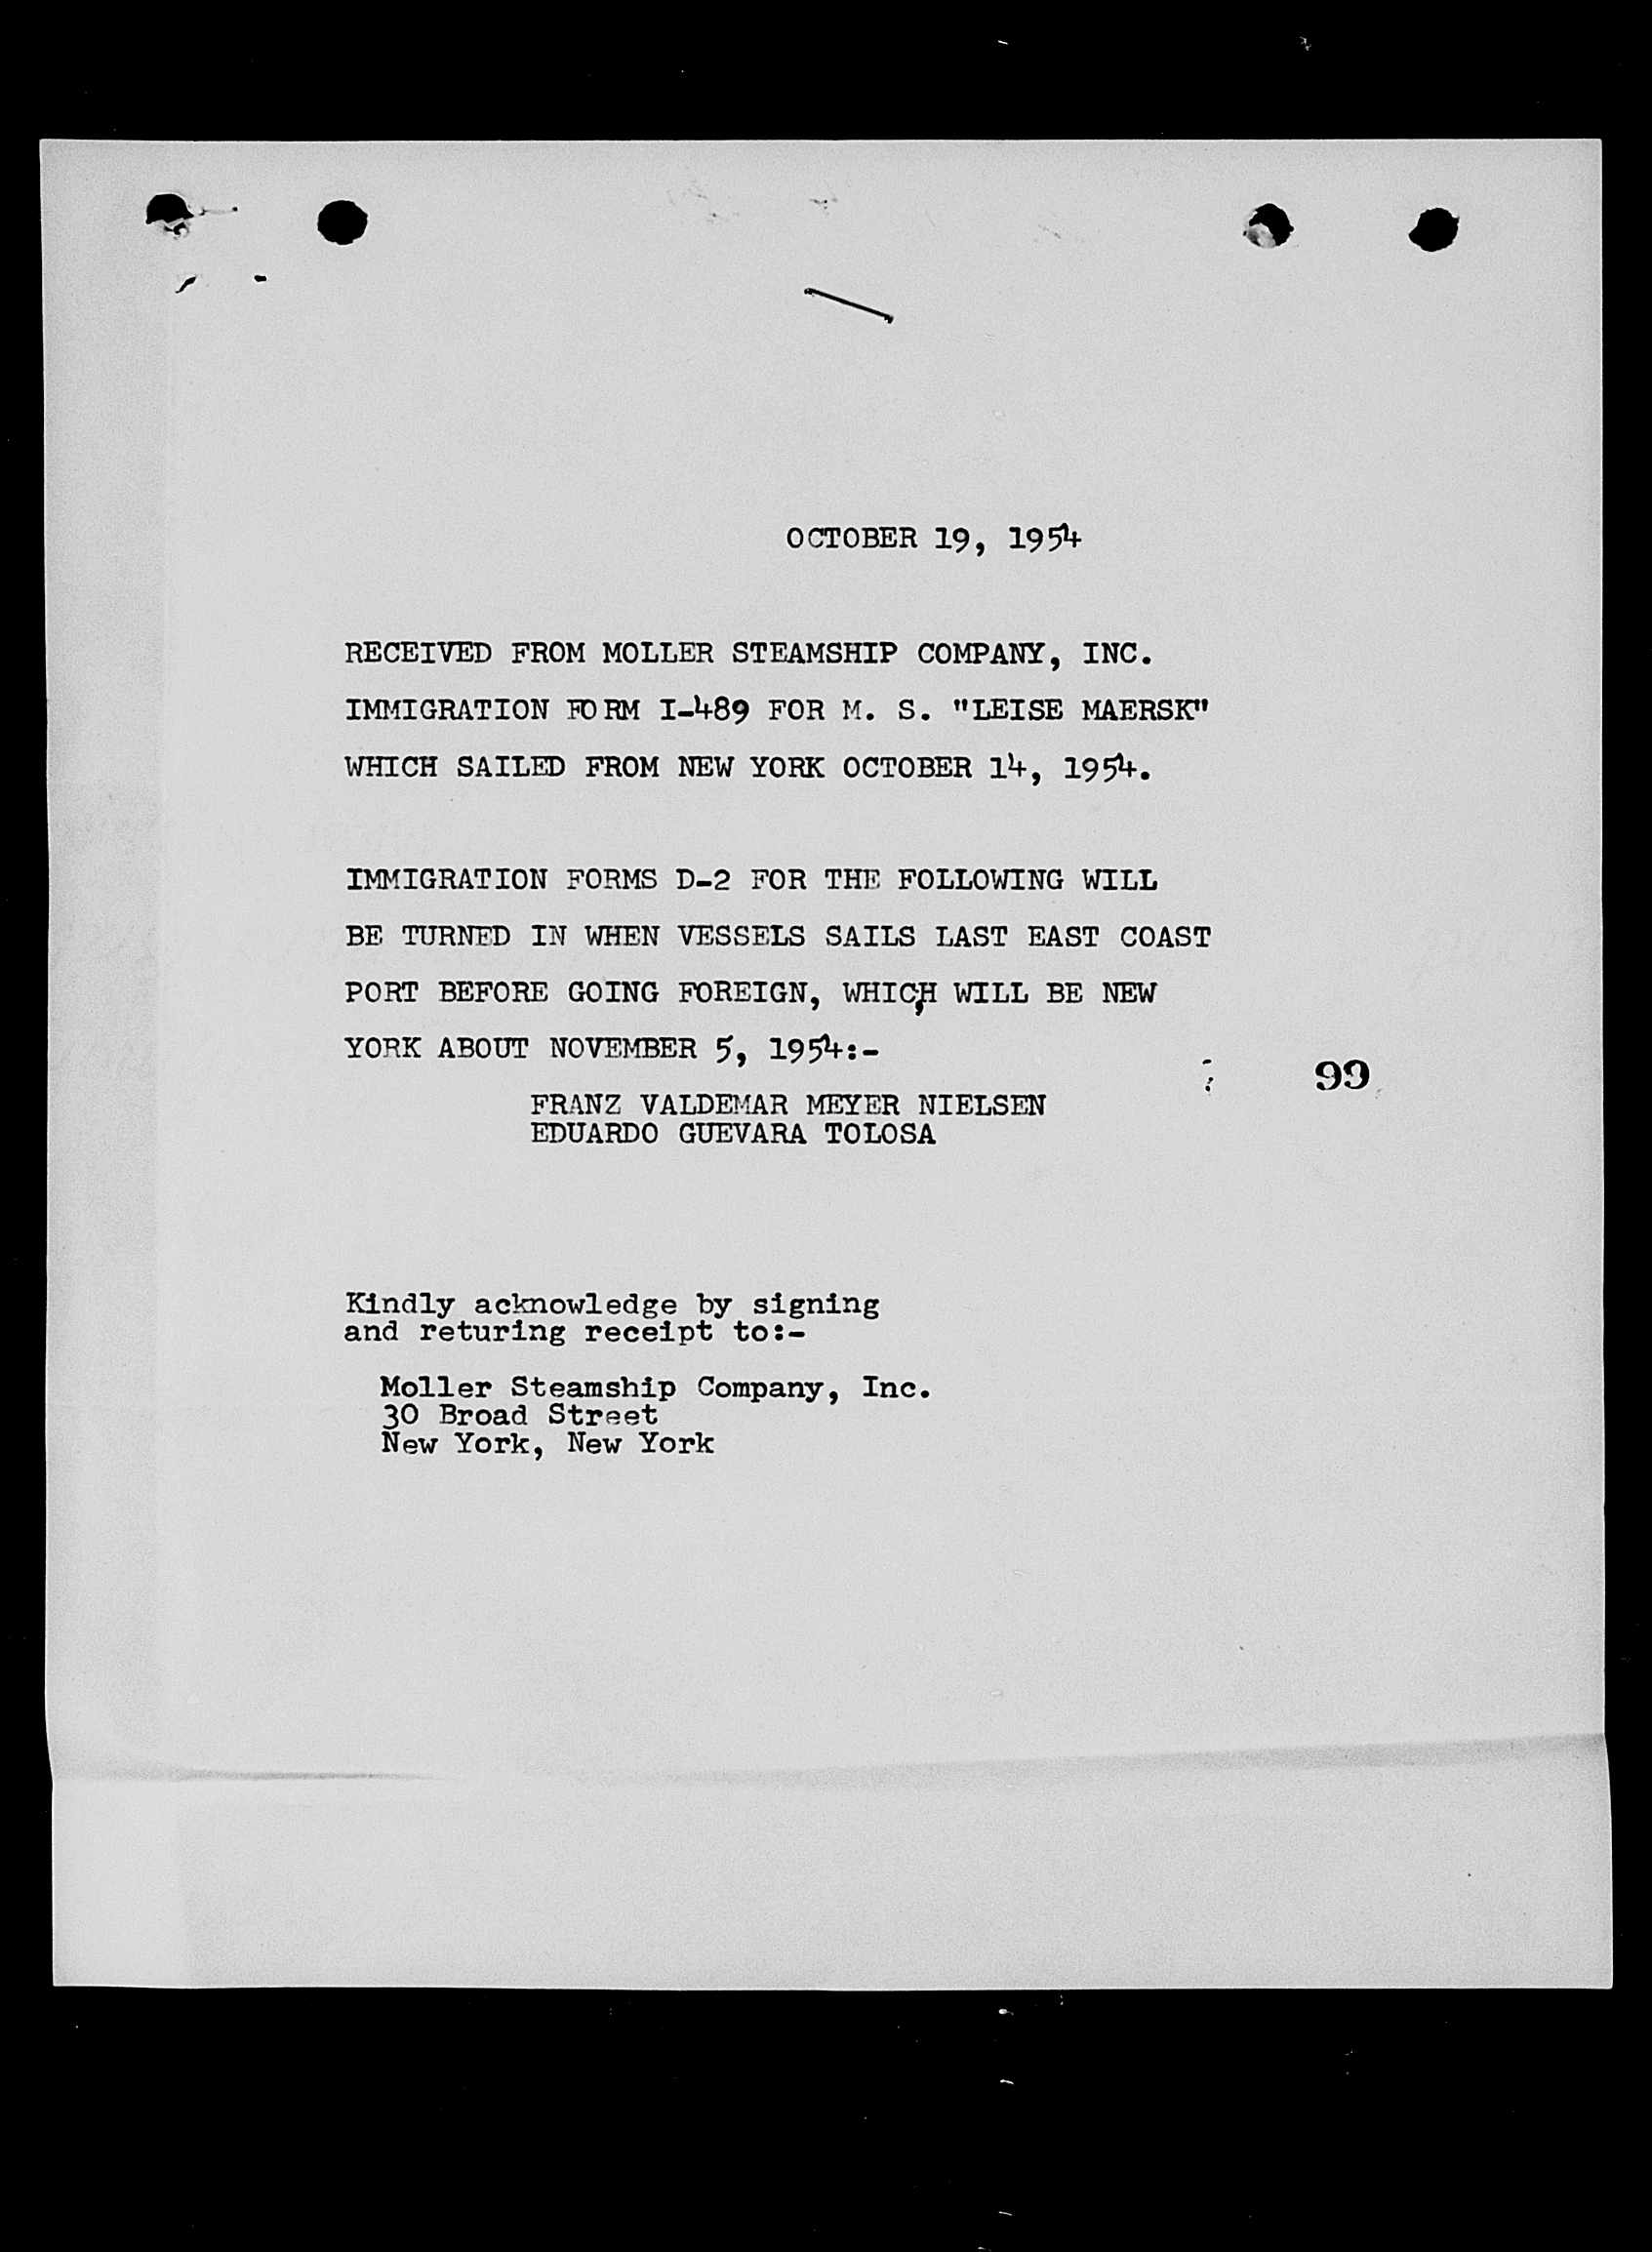 OCTOBER 19, 1954
RECEIVED FROM MOLLER STEAMSHIP COMPANY, INC.
IMMIGRATION FORM I-489 FOR M. S. "LEISE MAERSK"
WHICH SAILED FROM NEW YORK OCTOBER 14, 1954.
IMMIGRATION FORMS D-2 FOR THE FOLLOWING WILL
BE TURNED IN WHEN VESSELS SAILS LAST EAST COAST
PORT BEFORE GOING FOREIGN, WHICH WILL BE NEW
YORK ABOUT NOVEMBER 5, 1954:-
99
FRANZ VALDEMAR MEYER NIELSEN
EDUARDO GUEVARA TOLOSA
Kindly acknowledge by signing
and returing receipt to:-
Moller Steamship Company, Inc.
30 Broad Street
New York, New York